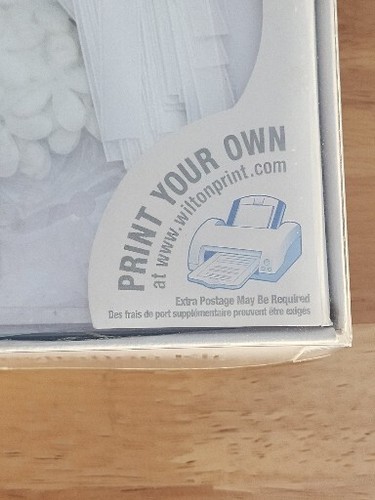 PRINT YOUR OWN
at www.wiltonprint.com
Extra Postage May Be Required
Des frais de port supplémentaire preuvent être exigés